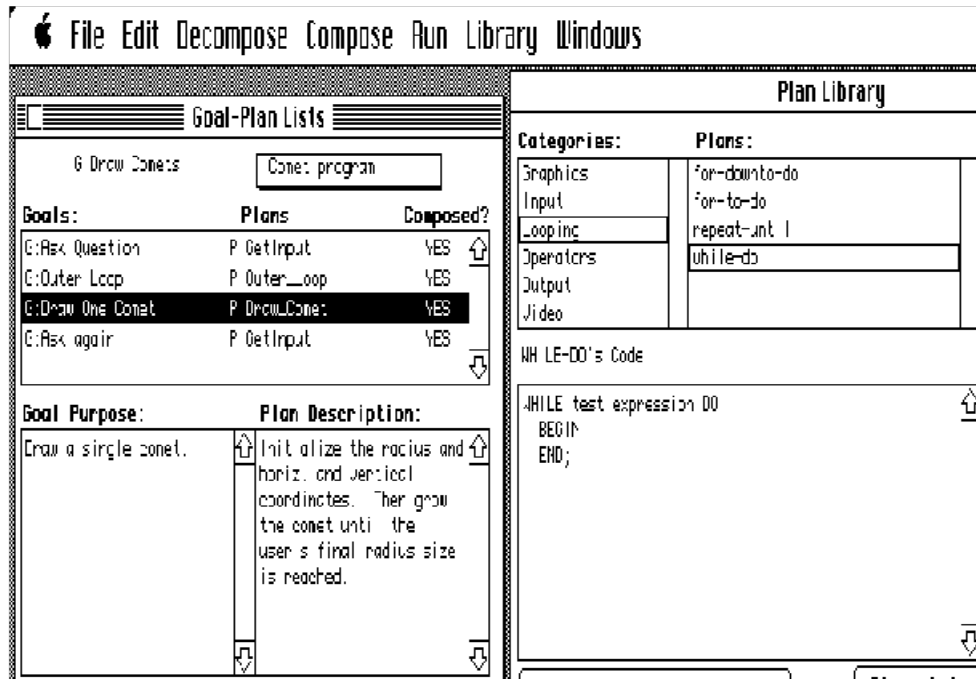 File Edit Decompose Compose Run Library Windows
Goal-Plan Lists
G Draw Comets
Comet program
Goals: Plans Composed?
G:Ask Question P GetInput YES
G:Outer Loop P Outer_Loop YES
G:Draw One Comet P Draw_Comet YES
G:Ask again P GetInput YES
Goal Purpose:
Draw a single comet.
Plan Description:
Initialize the radius and
horiz. and vertical
coordinates. Then grow
the comet until the
user s final radius size
is reached.
Plan Library
Categories:
Graphics
Input
Looping
Operators
Output
Video
Plans:
for-downto-do
for-to-do
repeat-until
while-do
WHILE-DO's Code
WHILE test expression DO
BEGIN
END;